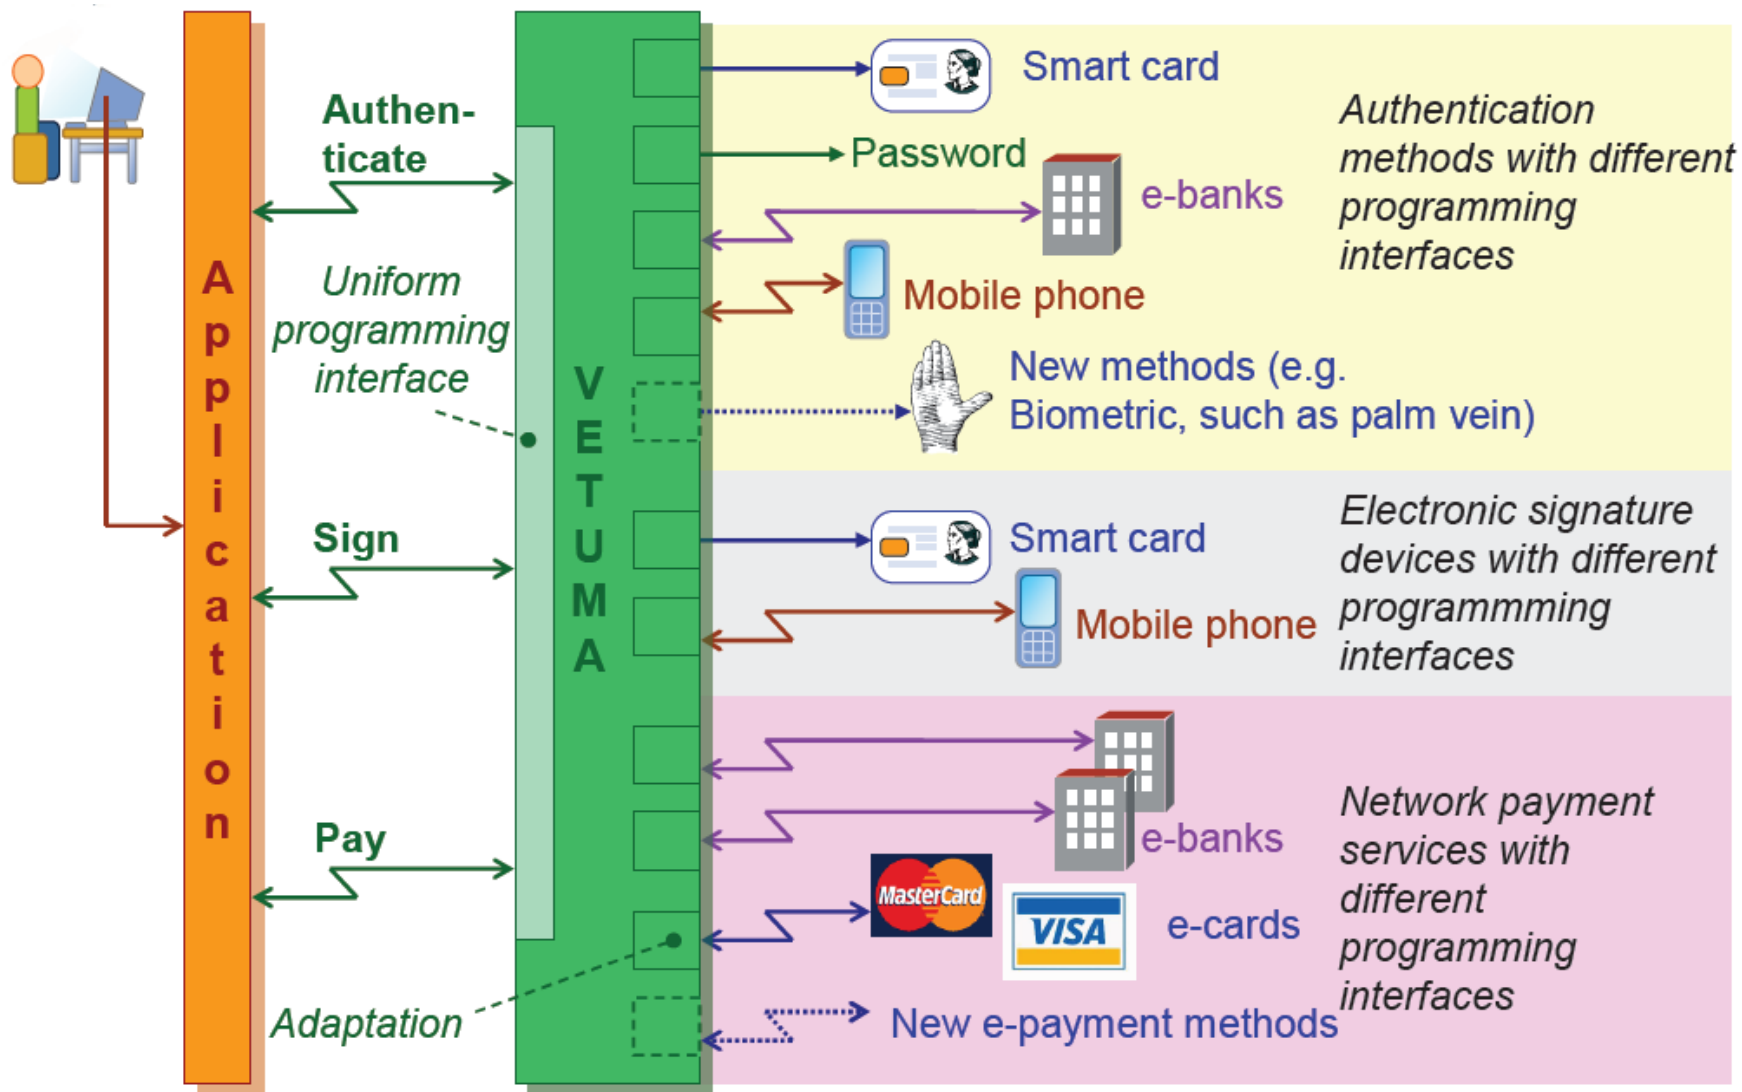 Application
Authen-
ticate
Uniform
programming
interface
Sign
Pay
Adaptation
VETUMA
Smart card
Password
e-banks
Mobile phone
New methods (e.g.
Biometric, such as palm vein)
Authentication
methods with different
programming
interfaces
Smart card
Mobile phone
Electronic signature
devices with different
programmming
interfaces
e-banks
MasterCard
VISA
e-cards
New e-payment methods
Network payment
services with
different
programming
interfaces